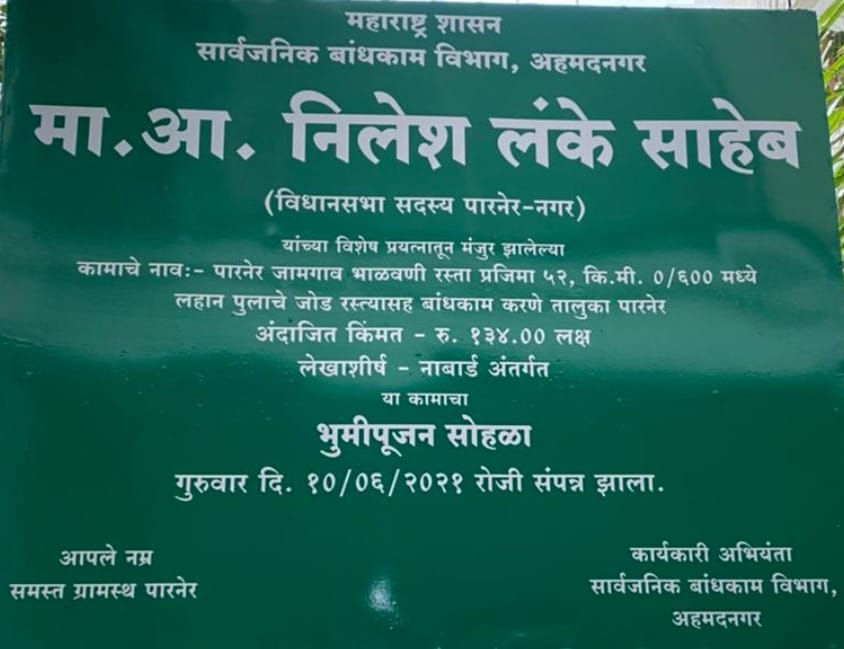 महाराष्ट्र शासन
सार्वजनिक बांधकाम विभाग, अहमदनगर
मा.आ. निलेश लंके साहेब
(विधानसभा सदस्य पारनेर-नगर)
यांच्या विशेष प्रयत्नातून मंजुर झालेल्या
कामाचे नावः- पारनेर जामगाव भाळवणी रस्ता प्रजिमा ५२, कि.मी. ०/६०० मध्ये
लहान पुलाचे जोड रस्त्यासह बांधकाम करणे तालुका पारनेर
अंदाजित किंमत - रु. १३४.०० लक्ष
लेखाशीर्ष - नाबार्ड अंतर्गत
या कामाचा
भुमीपूजन सोहळा
गुरुवार दि. १०/०६/२०२१ रोजी संपन्न झाला.
आपले नम्र
समस्त ग्रामस्थ पारनेर
कार्यकारी अभियंता
सार्वजनिक बांधकाम विभाग,
अहमदनगर